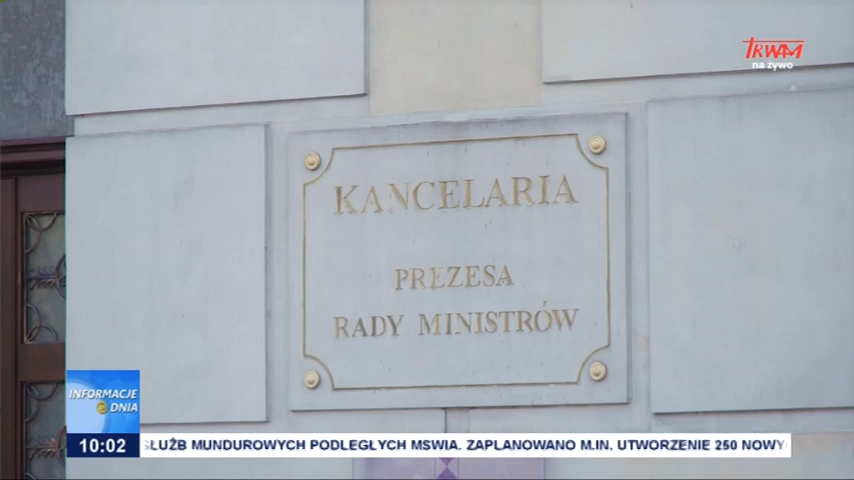 TRWAM
na żywo
KANCELARIA
PREZESA
RADY MINISTRÓW
INFORMACJE
DNIA
10:02
SŁUŻB MUNDUROWYCH PODLEGŁYCH MSWIA. ZAPLANOWANO M.IN. UTWORZENIE 250 NOWY